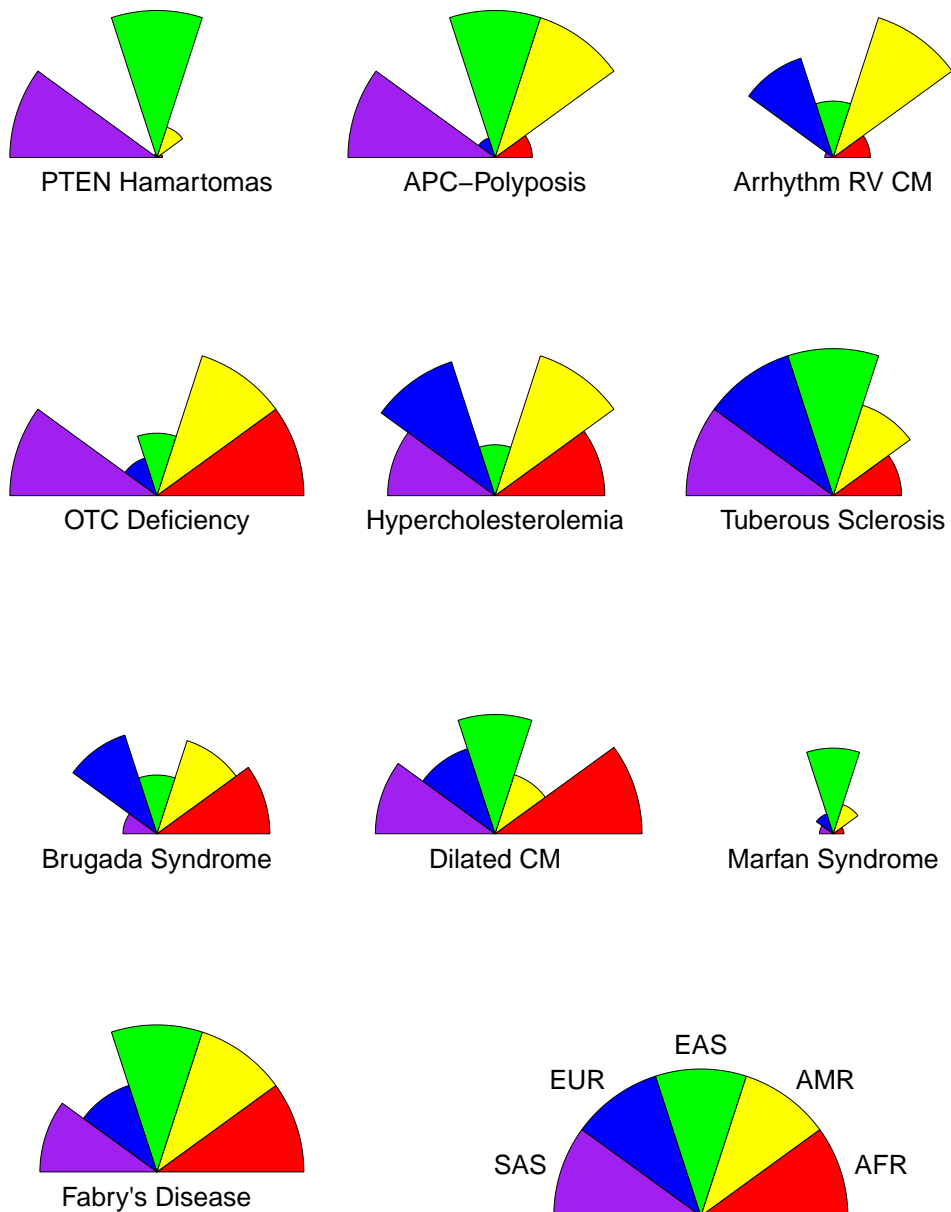 PTEN Hamartomas
APC−Polyposis
Arrhythm RV CM
OTC Deficiency
Hypercholesterolemia
Tuberous Sclerosis
Brugada Syndrome
Dilated CM
Marfan Syndrome
Fabry's Disease
EAS
EUR
AMR
SAS
AFR